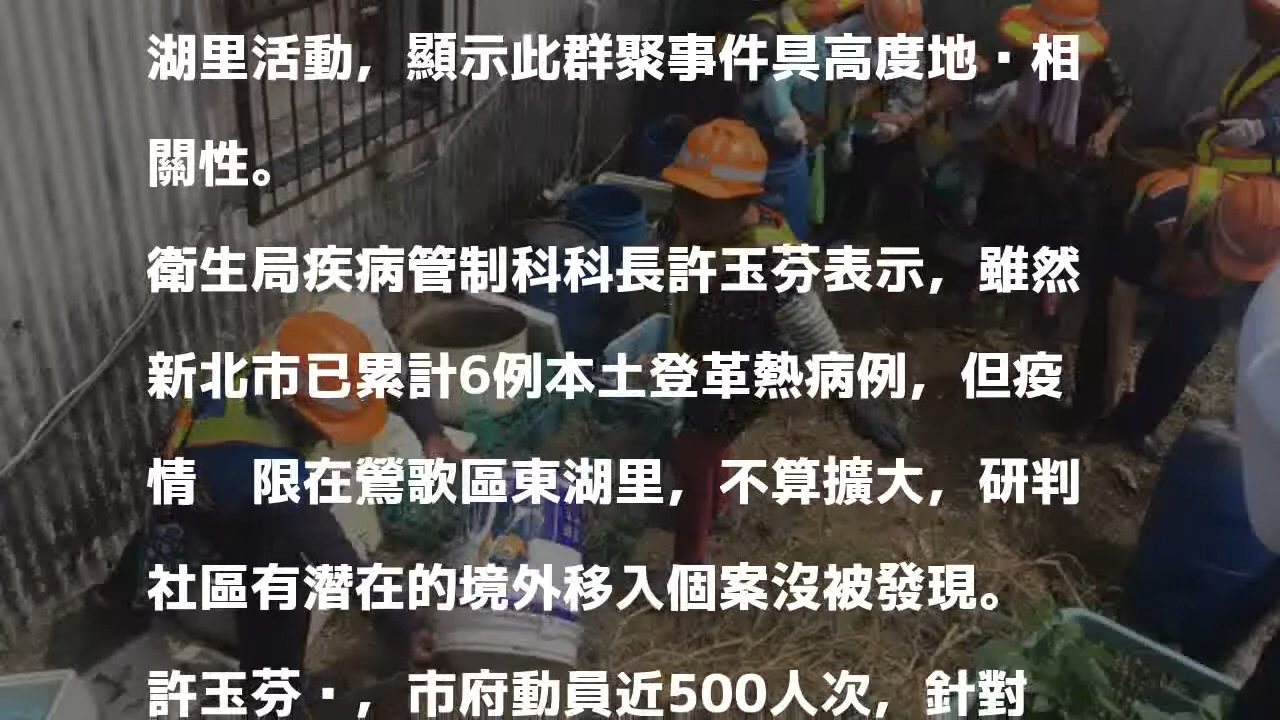 湖里活動，顯示此群聚事件具高度地·相
關性。
衛生局疾病管制科科長許玉芬表示，雖然
新北市已累計6例本土登革熱病例，但疫
情　限在鶯歌區東湖里，不算擴大，研判
社區有潛在的境外移入個案沒被發現。
許玉芬·，市府動員近500人次，針對